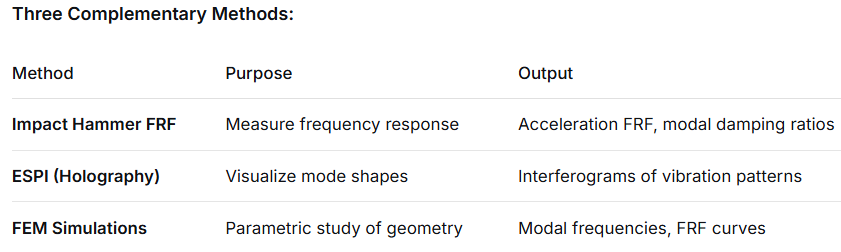 Three Complementary Methods:
Method Purpose Output
Impact Hammer FRF Measure frequency response Acceleration FRF, modal damping ratios
ESPI (Holography) Visualize mode shapes Interferograms of vibration patterns
FEM Simulations Parametric study of geometry Modal frequencies, FRF curves